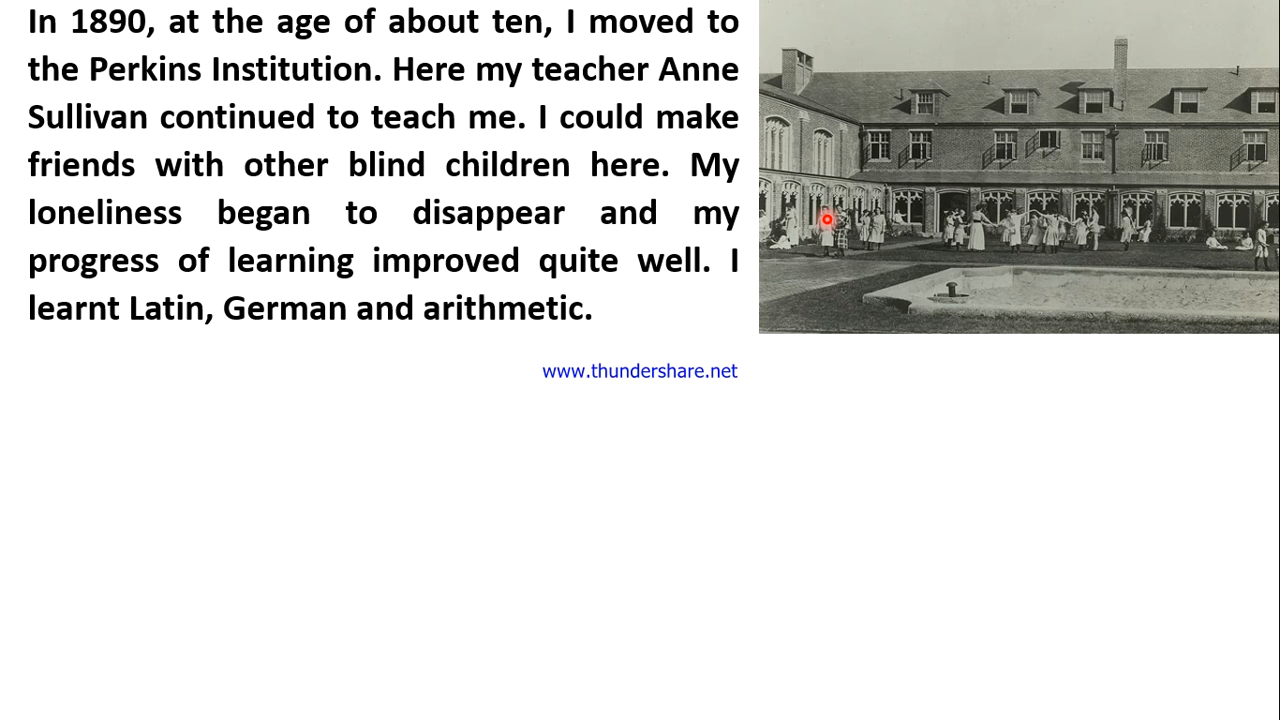 In 1890, at the age of about ten, I moved to
the Perkins Institution. Here my teacher Anne
Sullivan continued to teach me. I could make
friends with other blind children here. My
loneliness began to disappear and my
progress of learning improved quite well. I
learnt Latin, German and arithmetic.
www.thundershare.net